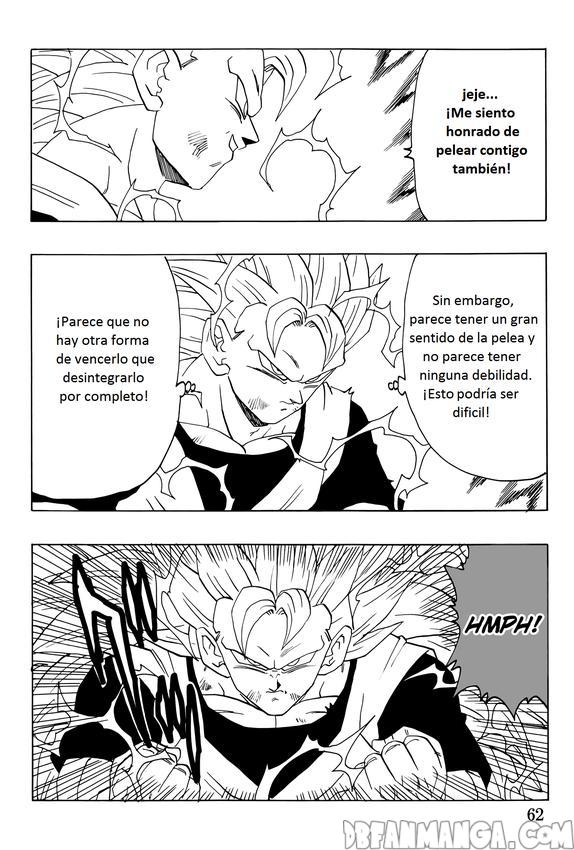 jeje...
¡Me siento
honrado de
pelear contigo
también!
¡Parece que no
hay otra forma
de vencerlo que
desintegrarlo
por completo!
Sin embargo,
parece tener un gran
sentido de la pelea y
no parece tener
ninguna debilidad.
¡Esto podría ser
dificil!
HMPH!
62
DBFANMANGA.COM